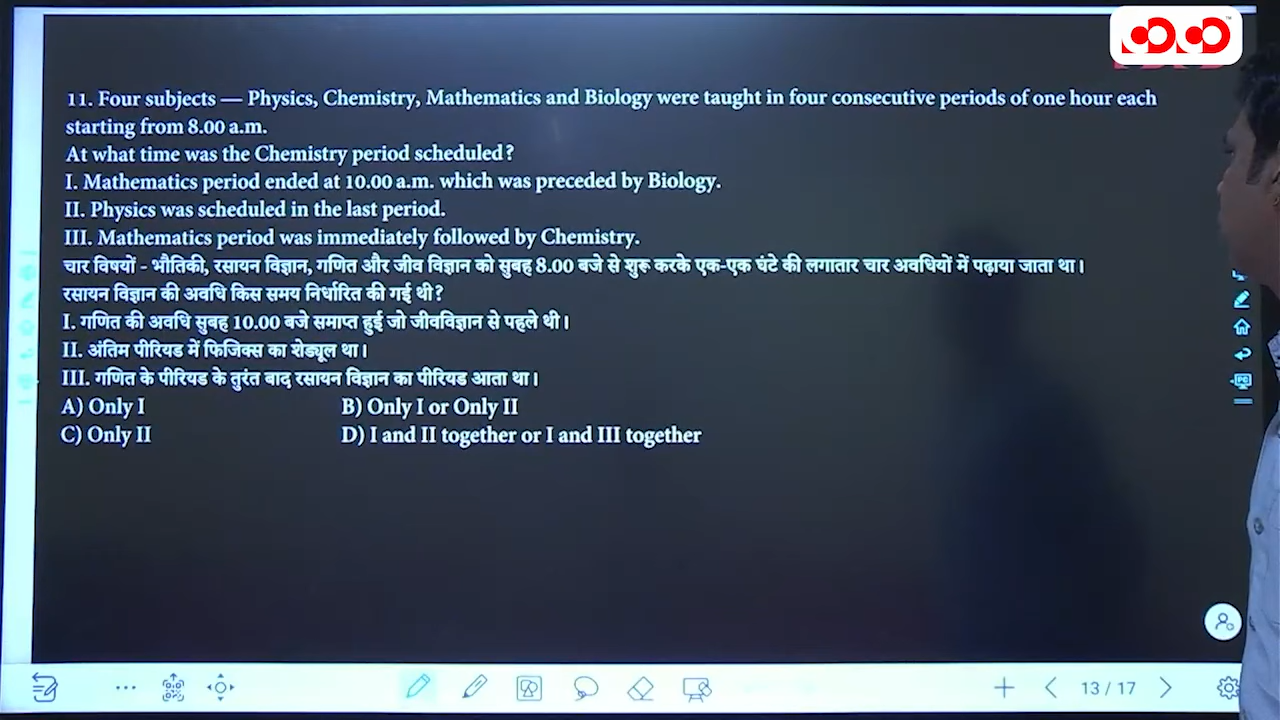 11. Four subjects — Physics, Chemistry, Mathematics and Biology were taught in four consecutive periods of one hour each
starting from 8.00 a.m.
At what time was the Chemistry period scheduled?
I. Mathematics period ended at 10.00 a.m. which was preceded by Biology.
II. Physics was scheduled in the last period.
III. Mathematics period was immediately followed by Chemistry.
चार विषयों - भौतिकी, रसायन विज्ञान, गणित और जीव विज्ञान को सुबह 8.00 बजे से शुरू करके एक-एक घंटे की लगातार चार अवधियों में पढ़ाया जाता था।
रसायन विज्ञान की अवधि किस समय निर्धारित की गई थी?
I. गणित की अवधि सुबह 10.00 बजे समाप्त हुई जो जीवविज्ञान से पहले थी।
II. अंतिम पीरियड में फिजिक्स का शेड्यूल था।
III. गणित के पीरियड के तुरंत बाद रसायन विज्ञान का पीरियड आता था।
A) Only I B) Only I or Only II
C) Only II D) I and II together or I and III together
13 / 17